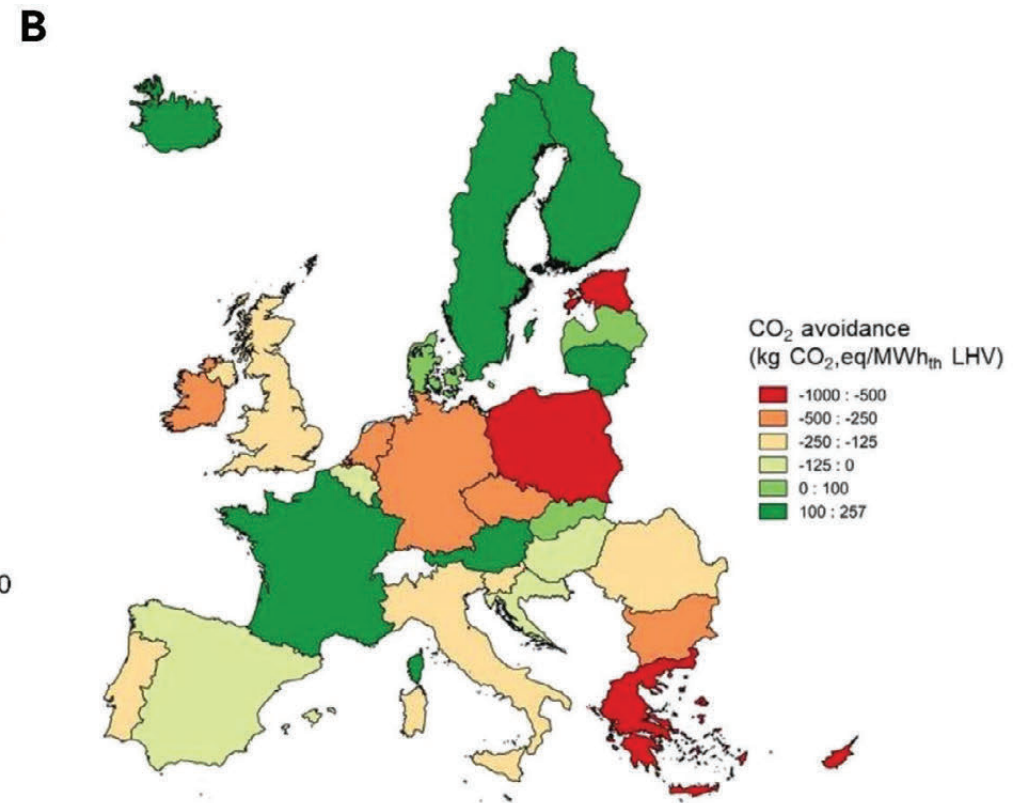 B
CO₂ avoidance
(kg CO₂,eq/MWhₜₕ LHV)
-1000 : -500
-500 : -250
-250 : -125
-125 : 0
0 : 100
100 : 257
0